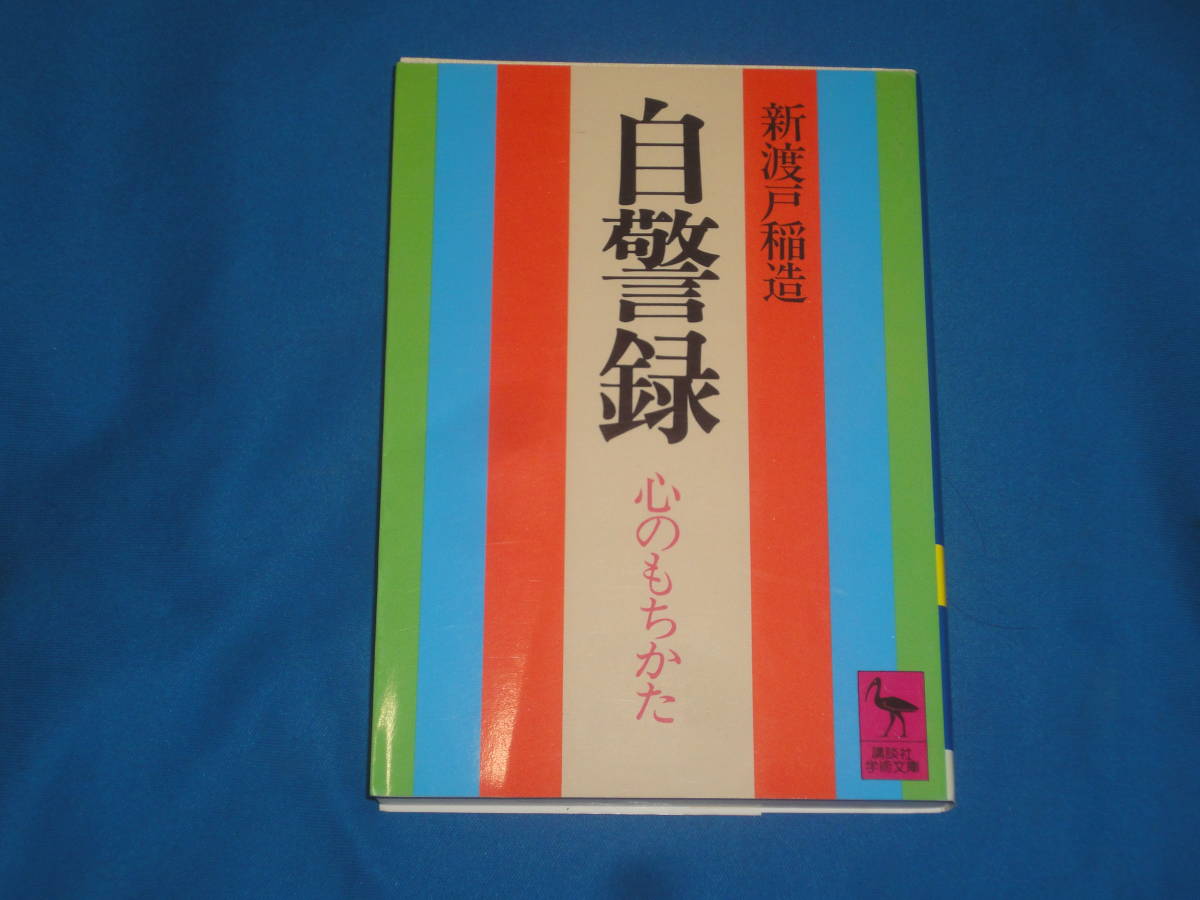 新渡戸稲造
自警録
心のもちかた
講談社
学術文庫